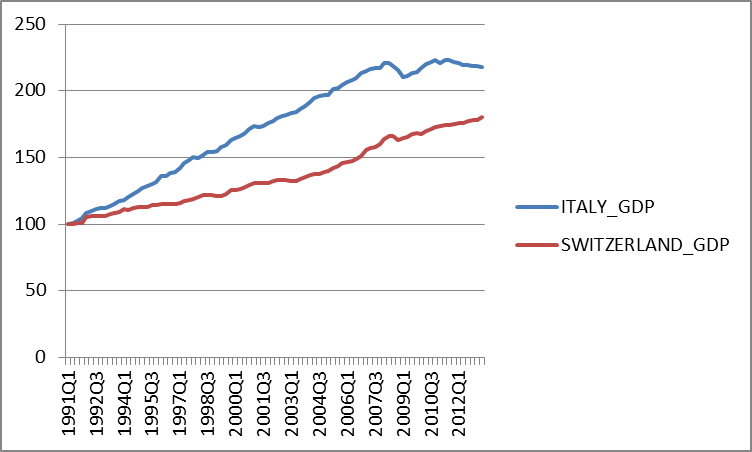 250
200
150
100
50
0
1991Q1
1992Q3
1994Q1
1995Q3
1997Q1
1998Q3
2000Q1
2001Q3
2003Q1
2004Q3
2006Q1
2007Q3
2009Q1
2010Q3
2012Q1
ITALY_GDP
SWITZERLAND_GDP